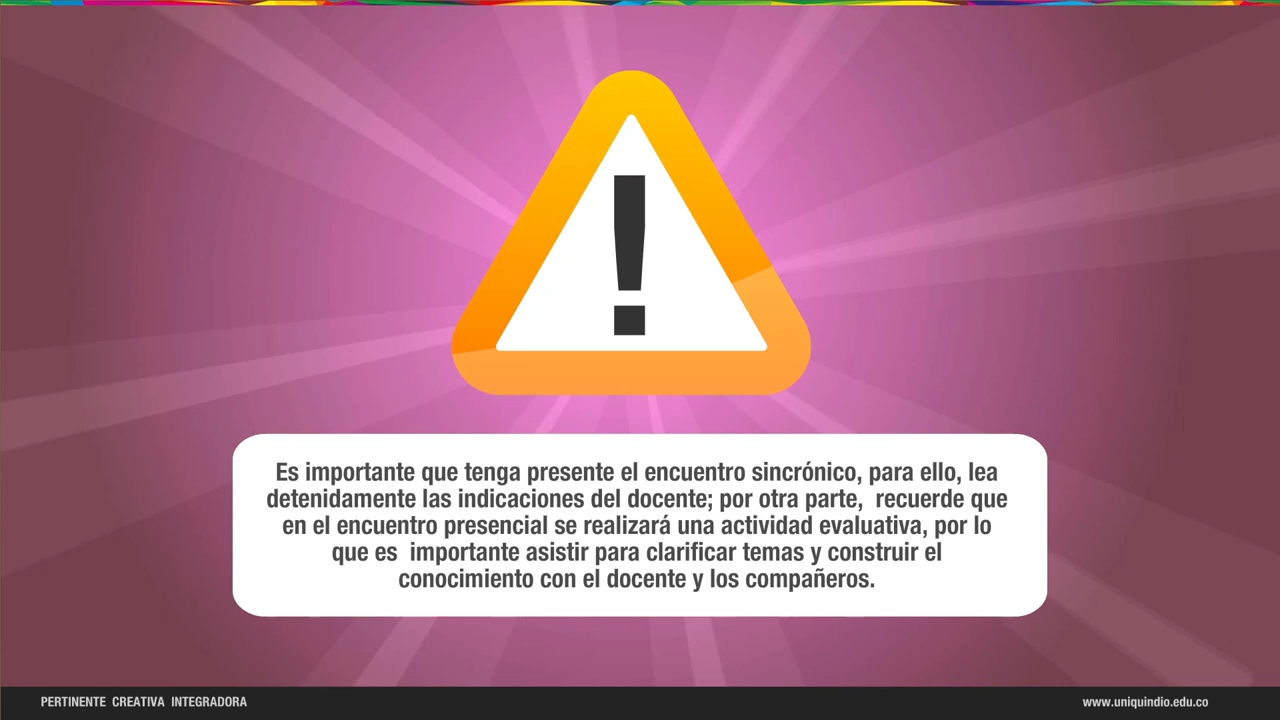 !
Es importante que tenga presente el encuentro sincrónico, para ello, lea
detenidamente las indicaciones del docente; por otra parte,  recuerde que
en el encuentro presencial se realizará una actividad evaluativa, por lo
que es  importante asistir para clarificar temas y construir el
conocimiento con el docente y los compañeros.
PERTINENTE CREATIVA INTEGRADORA
www.uniquindio.edu.co